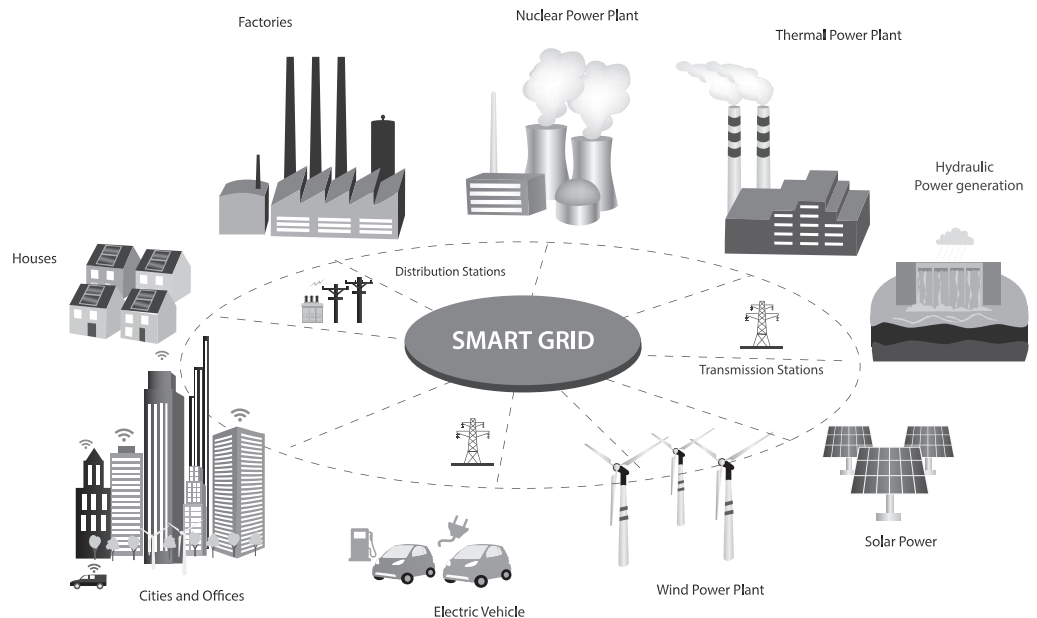 Factories
Nuclear Power Plant
Thermal Power Plant
Hydraulic
Power generation
Houses
Distribution Stations
SMART GRID
Transmission Stations
Solar Power
Wind Power Plant
Cities and Offices
Electric Vehicle